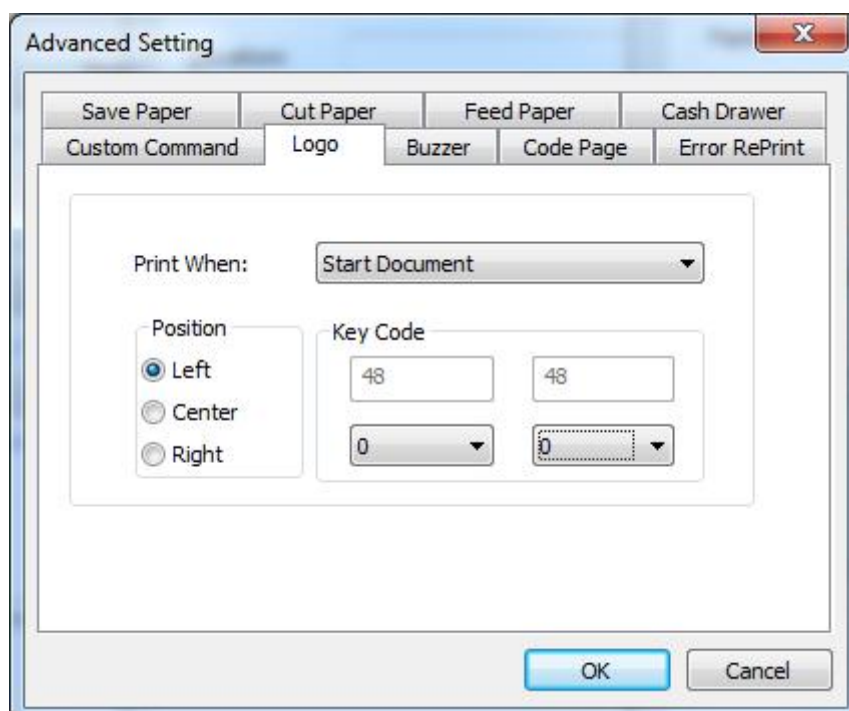 Advanced Setting
Save Paper Cut Paper Feed Paper Cash Drawer
Custom Command Logo Buzzer Code Page Error RePrint
Print When: Start Document
Position Key Code
Left 48 48
Center
Right 0 0
OK Cancel